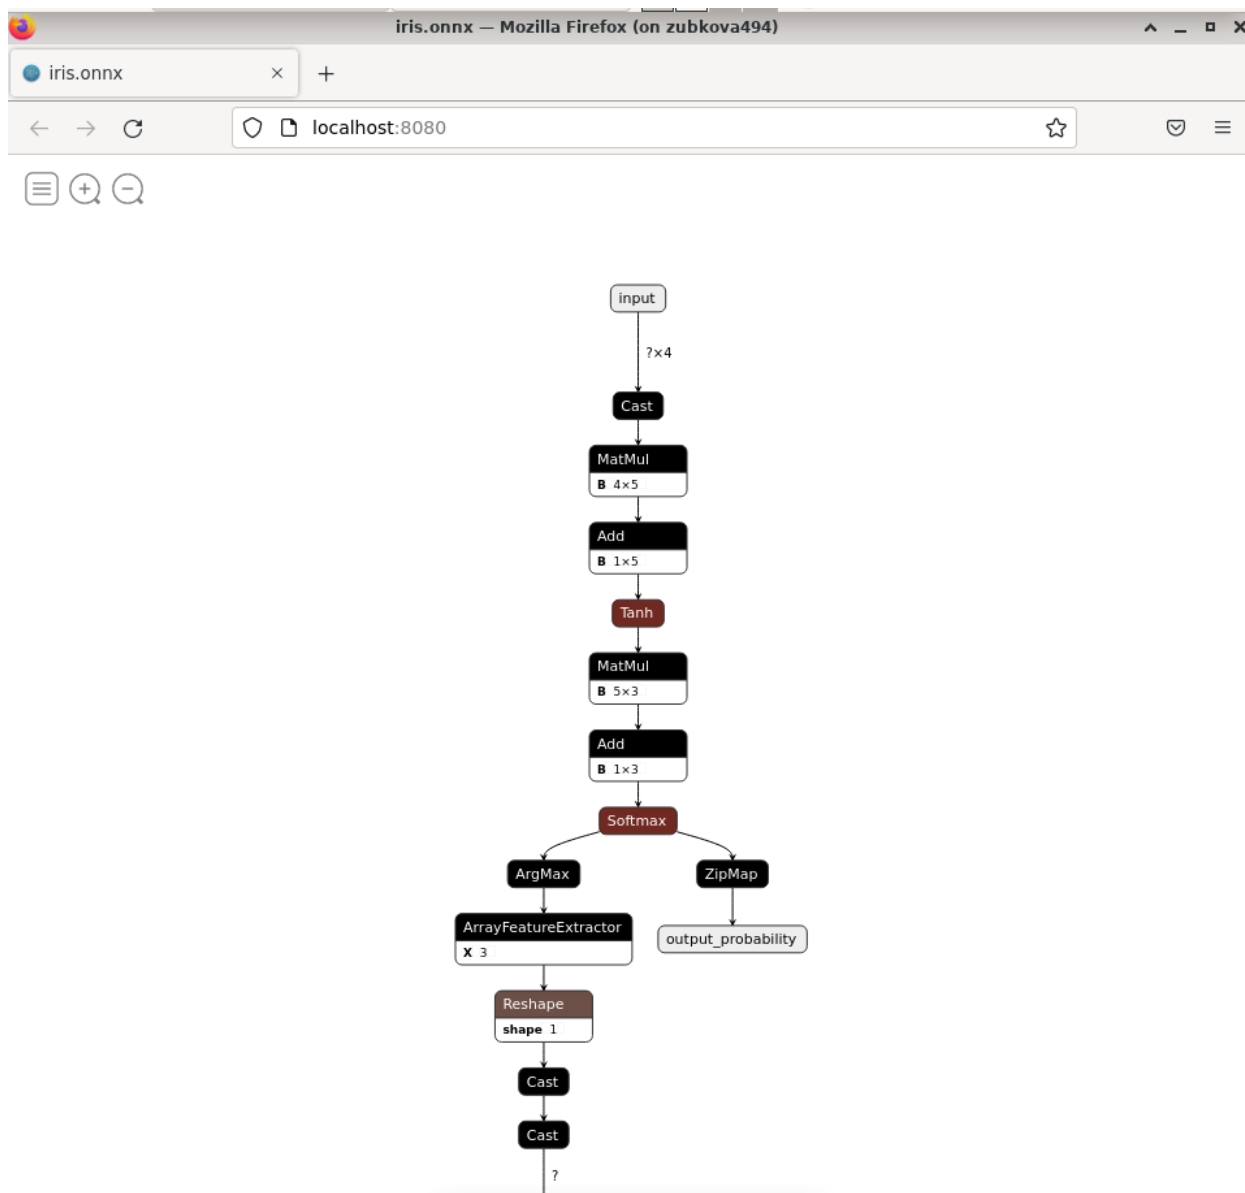 iris.onnx — Mozilla Firefox (on zubkova494)
iris.onnx
localhost:8080
input
?×4
Cast
MatMul
B 4×5
Add
B 1×5
Tanh
MatMul
B 5×3
Add
B 1×3
Softmax
ArgMax
ZipMap
ArrayFeatureExtractor
X 3
output_probability
Reshape
shape 1
Cast
Cast
?